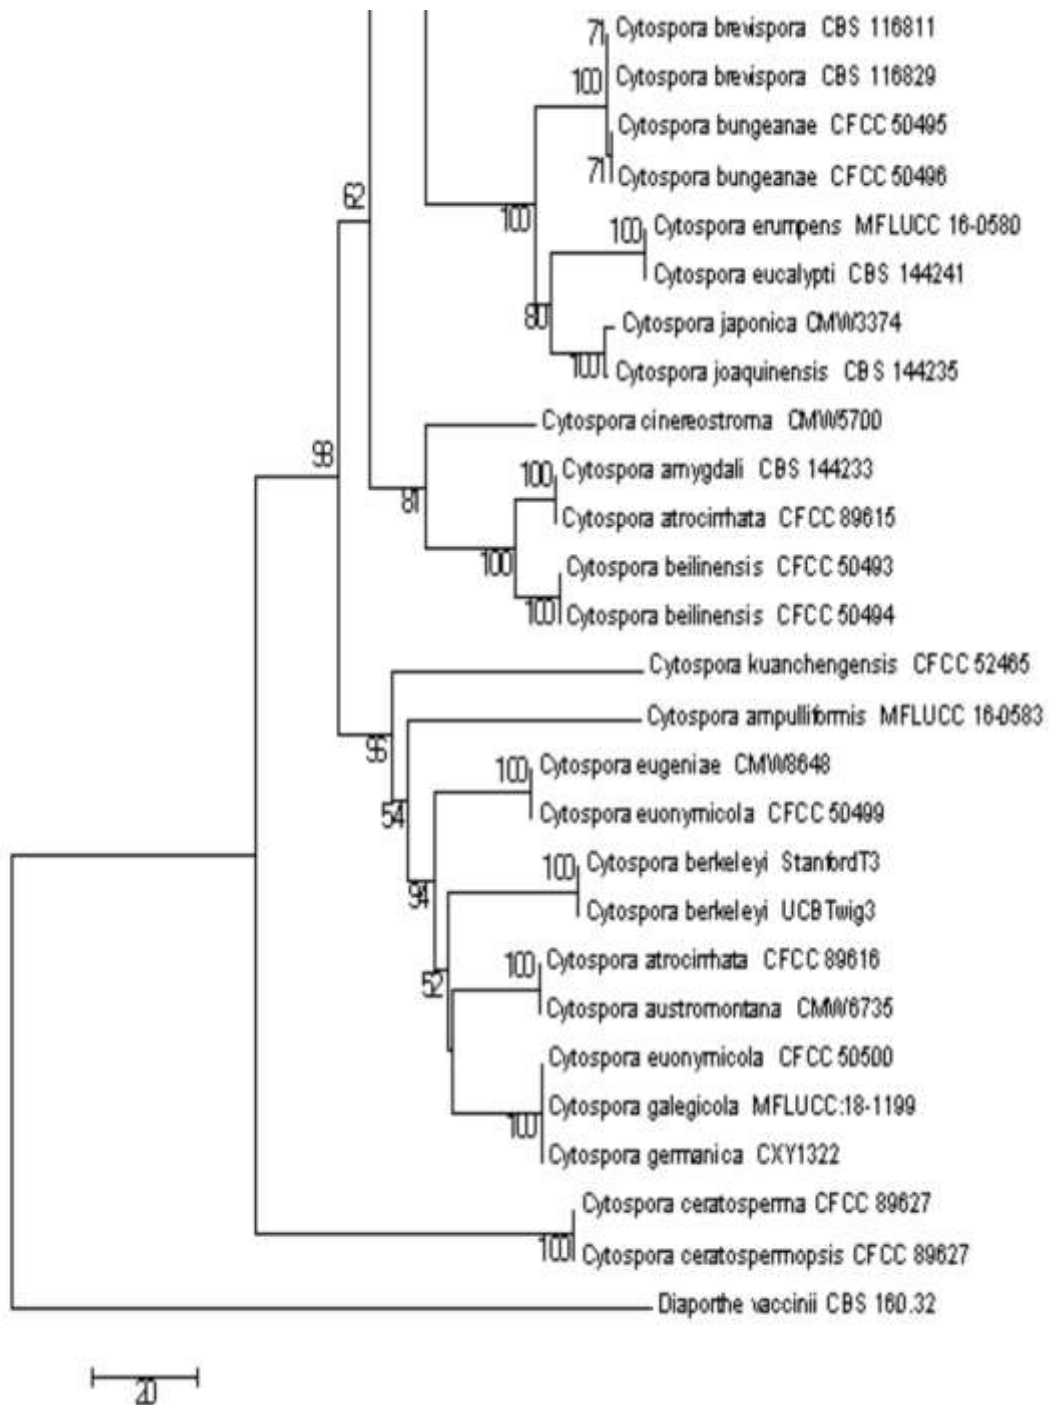 71 Cytospora brevispora CBS 116811
100 Cytospora brevispora CBS 116829
Cytospora bungeanae CFCC 50495
71 Cytospora bungeanae CFCC 50496
62
100
100 Cytospora erumpens MFLUCC 16-0580
Cytospora eucalypti CBS 144241
80 Cytospora japonica CMW3374
100 Cytospora joaquinensis CBS 144235
Cytospora cinereostroma CMW5700
98
100 Cytospora amygdali CBS 144233
81
Cytospora atrocirrhata CFCC 89615
100 Cytospora beilinensis CFCC 50493
100 Cytospora beilinensis CFCC 50494
Cytospora kuanchengensis CFCC 52465
Cytospora ampulliformis MFLUCC 16-0583
96
100 Cytospora eugeniae CMW8648
54 Cytospora euonymicola CFCC 50499
100 Cytospora berkeleyi StanfordT3
94
Cytospora berkeleyi UCBTwig3
100 Cytospora atrocirrhata CFCC 89616
52
Cytospora austromontana CMW6735
Cytospora euonymicola CFCC 50500
Cytospora galegicola MFLUCC:18-1199
100
Cytospora germanica CXY1322
Cytospora ceratosperma CFCC 89627
100 Cytospora ceratospermopsis CFCC 89627
Diaporthe vaccinii CBS 160.32
20